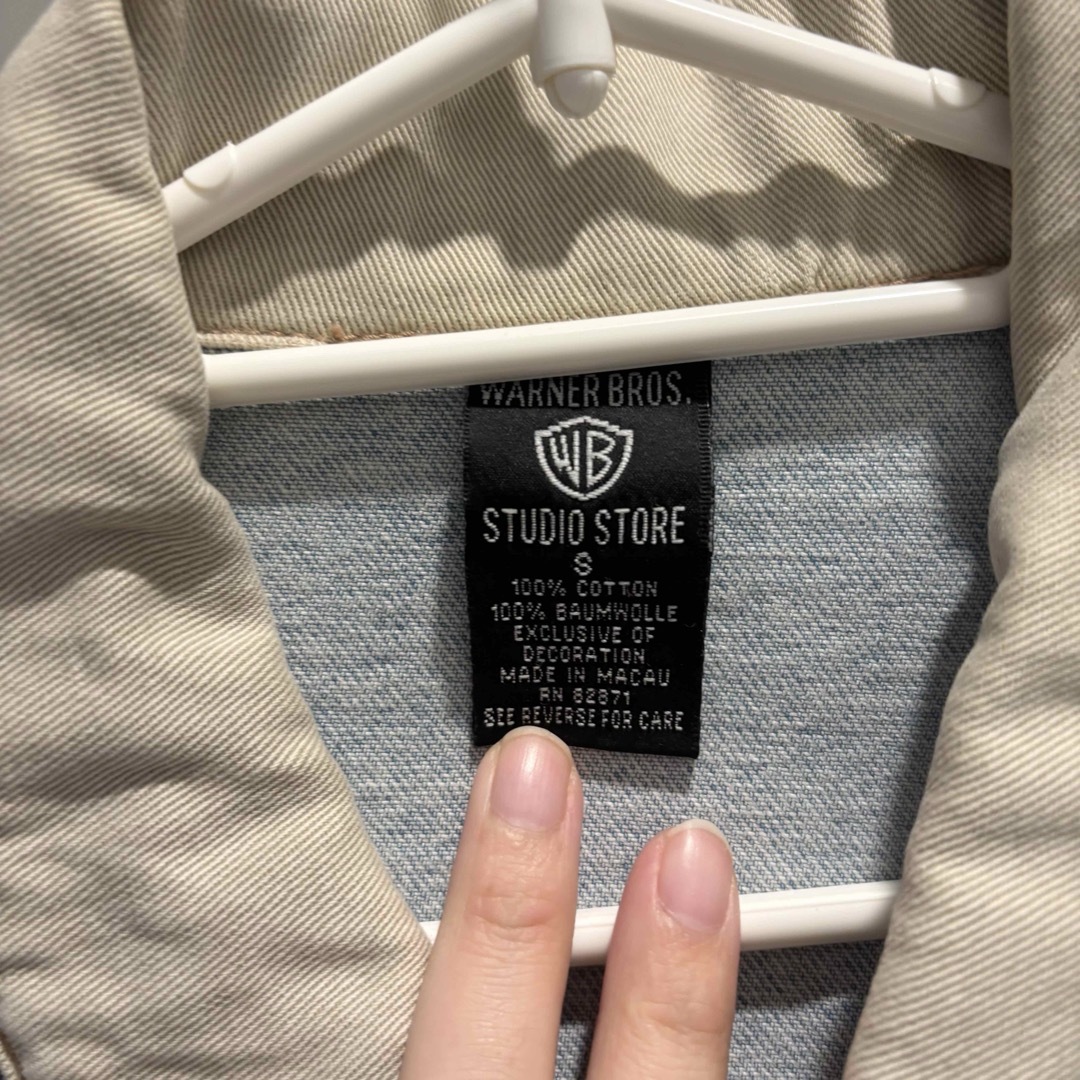 WARNER BROS.
WB
STUDIO STORE
S
100% COTTON
100% BAUMWOLLE
EXCLUSIVE OF
DECORATION
MADE IN MACAU
RN 82871
SEE REVERSE FOR CARE